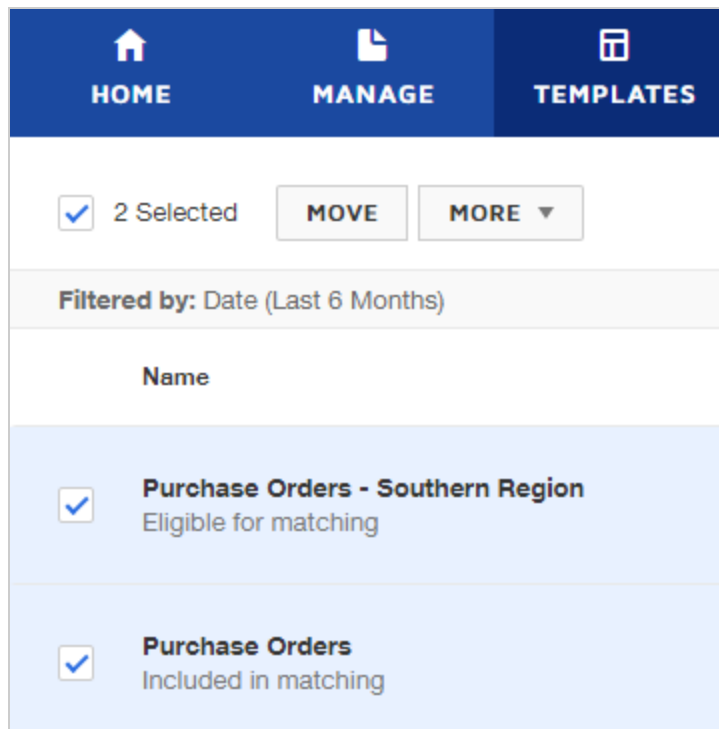 HOME MANAGE TEMPLATES
2 Selected MOVE MORE
Filtered by: Date (Last 6 Months)
Name
Purchase Orders - Southern Region
Eligible for matching
Purchase Orders
Included in matching